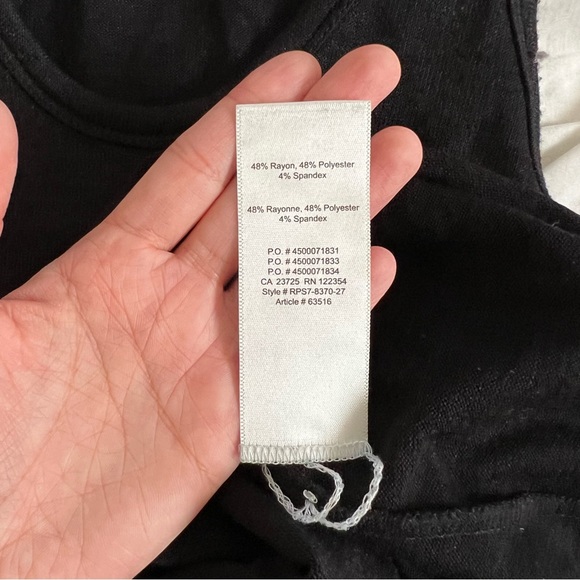 48% Rayon, 48% Polyester
4% Spandex
48% Rayonne, 48% Polyester
4% Spandex
P.O. # 4500071831
P.O. # 4500071833
P.O. # 4500071834
CA 23725 RN 122354
Style # RPS7-8370-27
Article # 63516